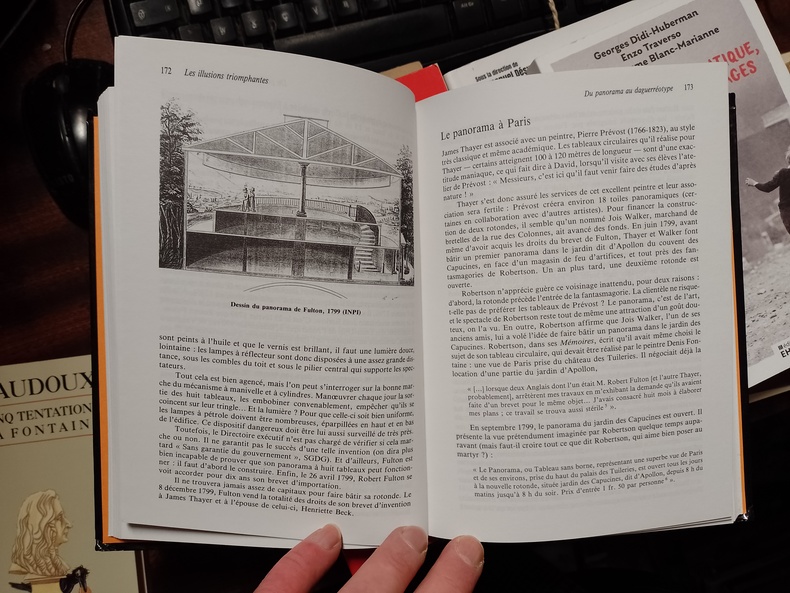 172 Les illusions triomphantes
Dessin du panorama de Fulton, 1799 (INPI)
sont peints à l'huile et que le vernis est brillant, il faut une lumière douce,
lointaine ; les lampes à réflecteur sont donc disposées à une assez grande dis-
tance, sous les combles du toit et sous le pilier central qui supporte les spec-
tateurs.
Tout cela est bien agencé, mais l'on peut s'interroger sur la bonne mar-
che du mécanisme à manivelle et à cylindres. Manœuvrer chaque jour la sor-
tie des huit tableaux, les embobiner convenablement, empêcher qu'ils se
coincent sur leur tringle... Et la lumière ? Pour que celle-ci soit bien uniforme,
les lampes à pétrole doivent être nombreuses, éparpillées en haut et en bas
de l'édifice. Ce dispositif dangereux doit être lui aussi surveillé de très près.
Toutefois, le Directoire exécutif n'est pas chargé de vérifier si cela mar-
che ou non. Il ne garantit pas le succès d'une telle invention (on dira plus
tard « Sans garantie du gouvernement », SGDG). Et d'ailleurs, Fulton est
bien incapable de prouver que son panorama à huit tableaux peut fonction-
ner : il faut d'abord le construire. Enfin, le 26 avril 1799, Robert Fulton se
voit accorder pour dix ans son brevet d'importation.
Il ne trouvera jamais assez de capitaux pour faire bâtir sa rotonde. Le
8 décembre 1799, Fulton vend la totalité des droits de son brevet d'invention
à James Thayer et à l'épouse de celui-ci, Henriette Beck.
Du panorama au daguerréotype 173
Le panorama à Paris
James Thayer est associé avec un peintre, Pierre Prévost (1766-1823), au style
très classique et même académique. Les tableaux circulaires qu'il réalise pour
Thayer — certains atteignent 100 à 120 mètres de longueur — sont d'une exac-
titude maniaque, ce qui fait dire à David, lorsqu'il visite avec ses élèves l'ate-
lier de Prévost : « Messieurs, c'est ici qu'il faut venir faire des études d'après
nature ! »
Thayer s'est donc assuré les services de cet excellent peintre et leur asso-
ciation sera fertile : Prévost créera environ 18 toiles panoramiques (cer-
taines en collaboration avec d'autres artistes). Pour financer la construc-
tion de deux rotondes, il semble qu'un nommé Jois Walker, marchand de
bretelles de la rue des Colonnes, ait avancé des fonds. En juin 1799, avant
même d'avoir acquis les droits du brevet de Fulton, Thayer et Walker font
bâtir un premier panorama dans le jardin dit d'Apollon du couvent des
Capucines, en face d'un magasin de feu d'artifices, et tout près des fan-
tasmagories de Robertson. Un an plus tard, une deuxième rotonde est
ouverte.
Robertson n'apprécie guère ce voisinage inattendu, pour deux raisons :
d'abord, la rotonde précède l'entrée de la fantasmagorie. La clientèle ne risque-
t-elle pas de préférer les tableaux de Prévost ? Le panorama, c'est de l'art,
et le spectacle de Robertson reste tout de même une attraction d'un goût dou-
teux, on l'a vu. En outre, Robertson affirme que Jois Walker, l'un de ses
anciens amis, lui a volé l'idée de faire bâtir un panorama dans le jardin des
Capucines. Robertson, dans ses Mémoires, écrit qu'il avait même choisi le
sujet de son tableau circulaire, qui devait être réalisé par le peintre Denis Fon-
taine : une vue de Paris prise du château des Tuileries. Il négociait déjà la
location d'une partie du jardin d'Apollon,
« [...] lorsque deux Anglais dont l'un était M. Robert Fulton [et l'autre Thayer,
probablement], arrêtèrent mes travaux en m'exhibant la demande qu'ils avaient
faite d'un brevet pour le même objet... J'avais consacré huit mois à élaborer
mes plans ; ce travail se trouva aussi stérile ».
En septembre 1799, le panorama du jardin des Capucines est ouvert. Il
présente la vue prétendument imaginée par Robertson quelque temps aupa-
ravant (mais faut-il croire tout ce que dit Robertson, qui aime bien poser au
martyr ?) :
« Le Panorama, ou Tableau sans borne, représentant une superbe vue de Paris
et de ses environs, prise du haut du palais des Tuileries, est ouvert tous les jours
à la nouvelle rotonde, située jardin des Capucines, dit d'Apollon, depuis 8 h du
matin jusqu'à 8 h du soir. Prix d'entrée 1 fr. 50 par personne ».
Sous la direction de
Georges Didi-Huberman
Enzo Traverso
Blanc-Marianne
TIQUE,
AGES
AUDOUX
NQ TENTATION
A FONTAIN
EH